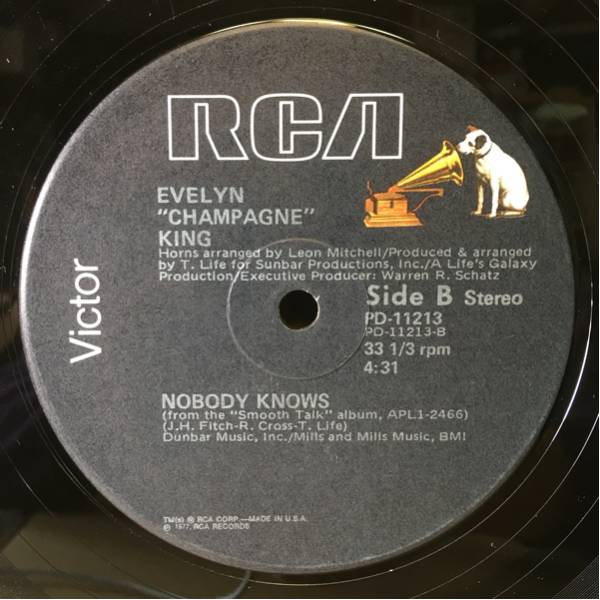 RCA
EVELYN
"CHAMPAGNE"
KING
Horns arranged by Leon Mitchell/Produced & arranged
by T. Life for Sunbar Productions, Inc./A Life's Galaxy
Production/Executive Producer: Warren R. Schatz
Side B Stereo
PD-11213
PD-11213-B
33 1/3 rpm
4:31
Victor
NOBODY KNOWS
(from the "Smooth Talk" album, APL1-2466)
(J.H. Fitch-R. Cross-T. Life)
Dunbar Music, Inc./Mills and Mills Music, BMI
TM(s) ® RCA CORP.—MADE IN U.S.A.
℗ 1977, RCA RECORDS